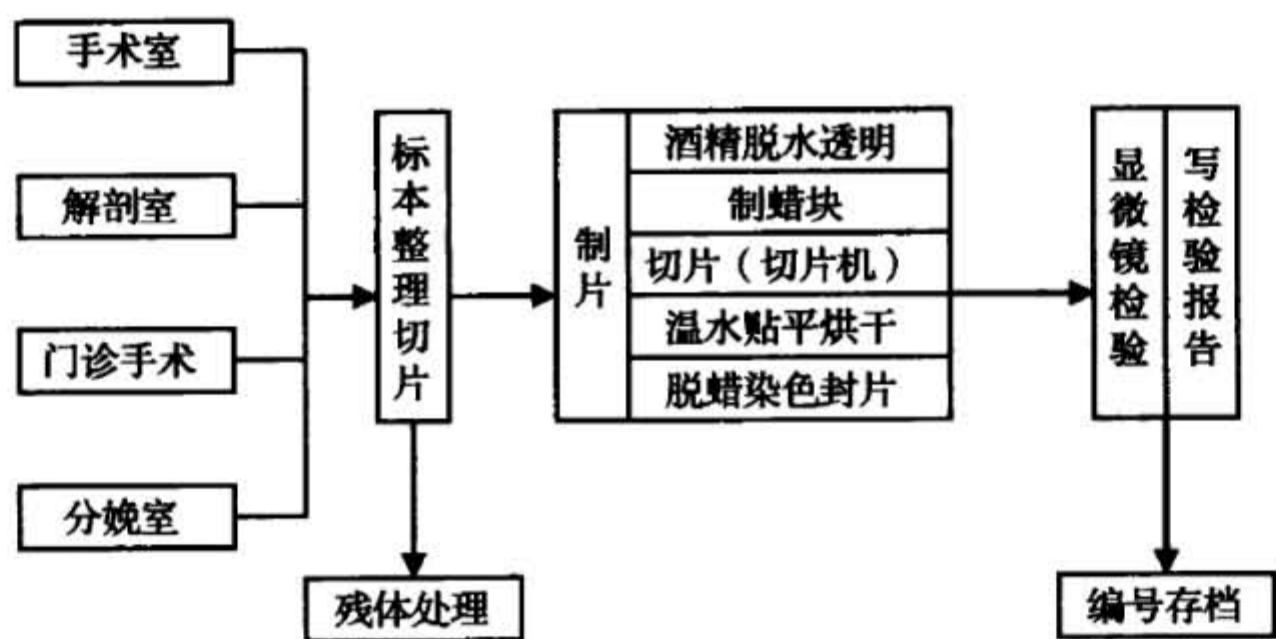 手术室
解剖室
门诊手术
分娩室
标本整理切片
残体处理
制片
酒精脱水透明
制蜡块
切片（切片机）
温水贴平烘干
脱蜡染色封片
显微镜检验
写检验报告
编号存档